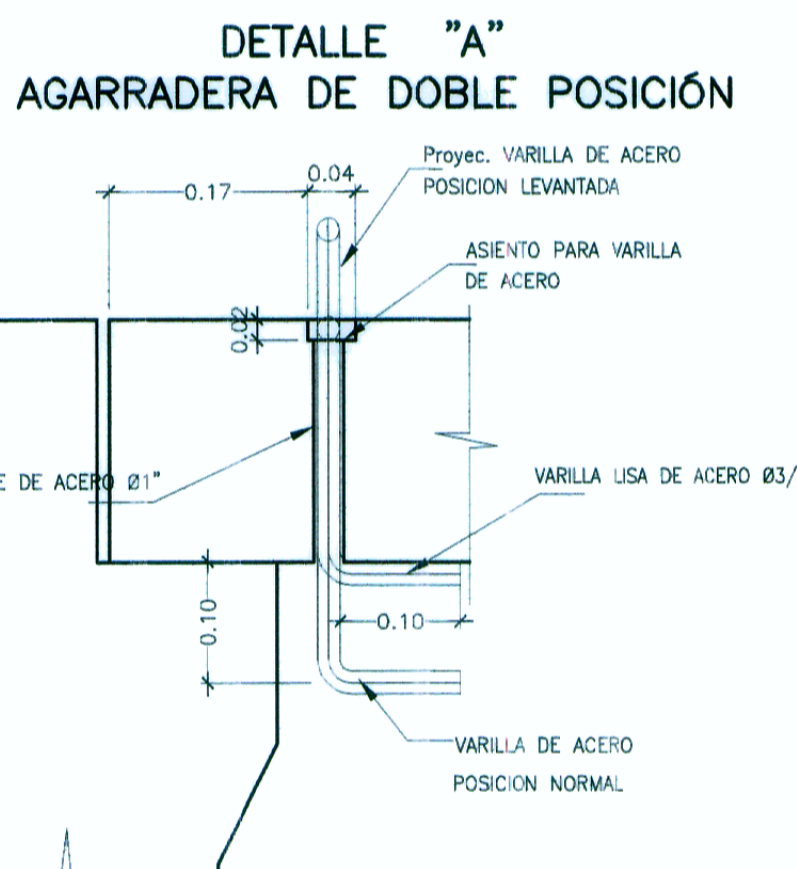 DETALLE "A"
AGARRADERA DE DOBLE POSICIÓN
Proyec. VARILLA DE ACERO
POSICION LEVANTADA
0.04
0.17
ASIENTO PARA VARILLA
DE ACERO
0.02
DE ACERO Ø1"
VARILLA LISA DE ACERO Ø3/
0.10
0.10
VARILLA DE ACERO
POSICION NORMAL